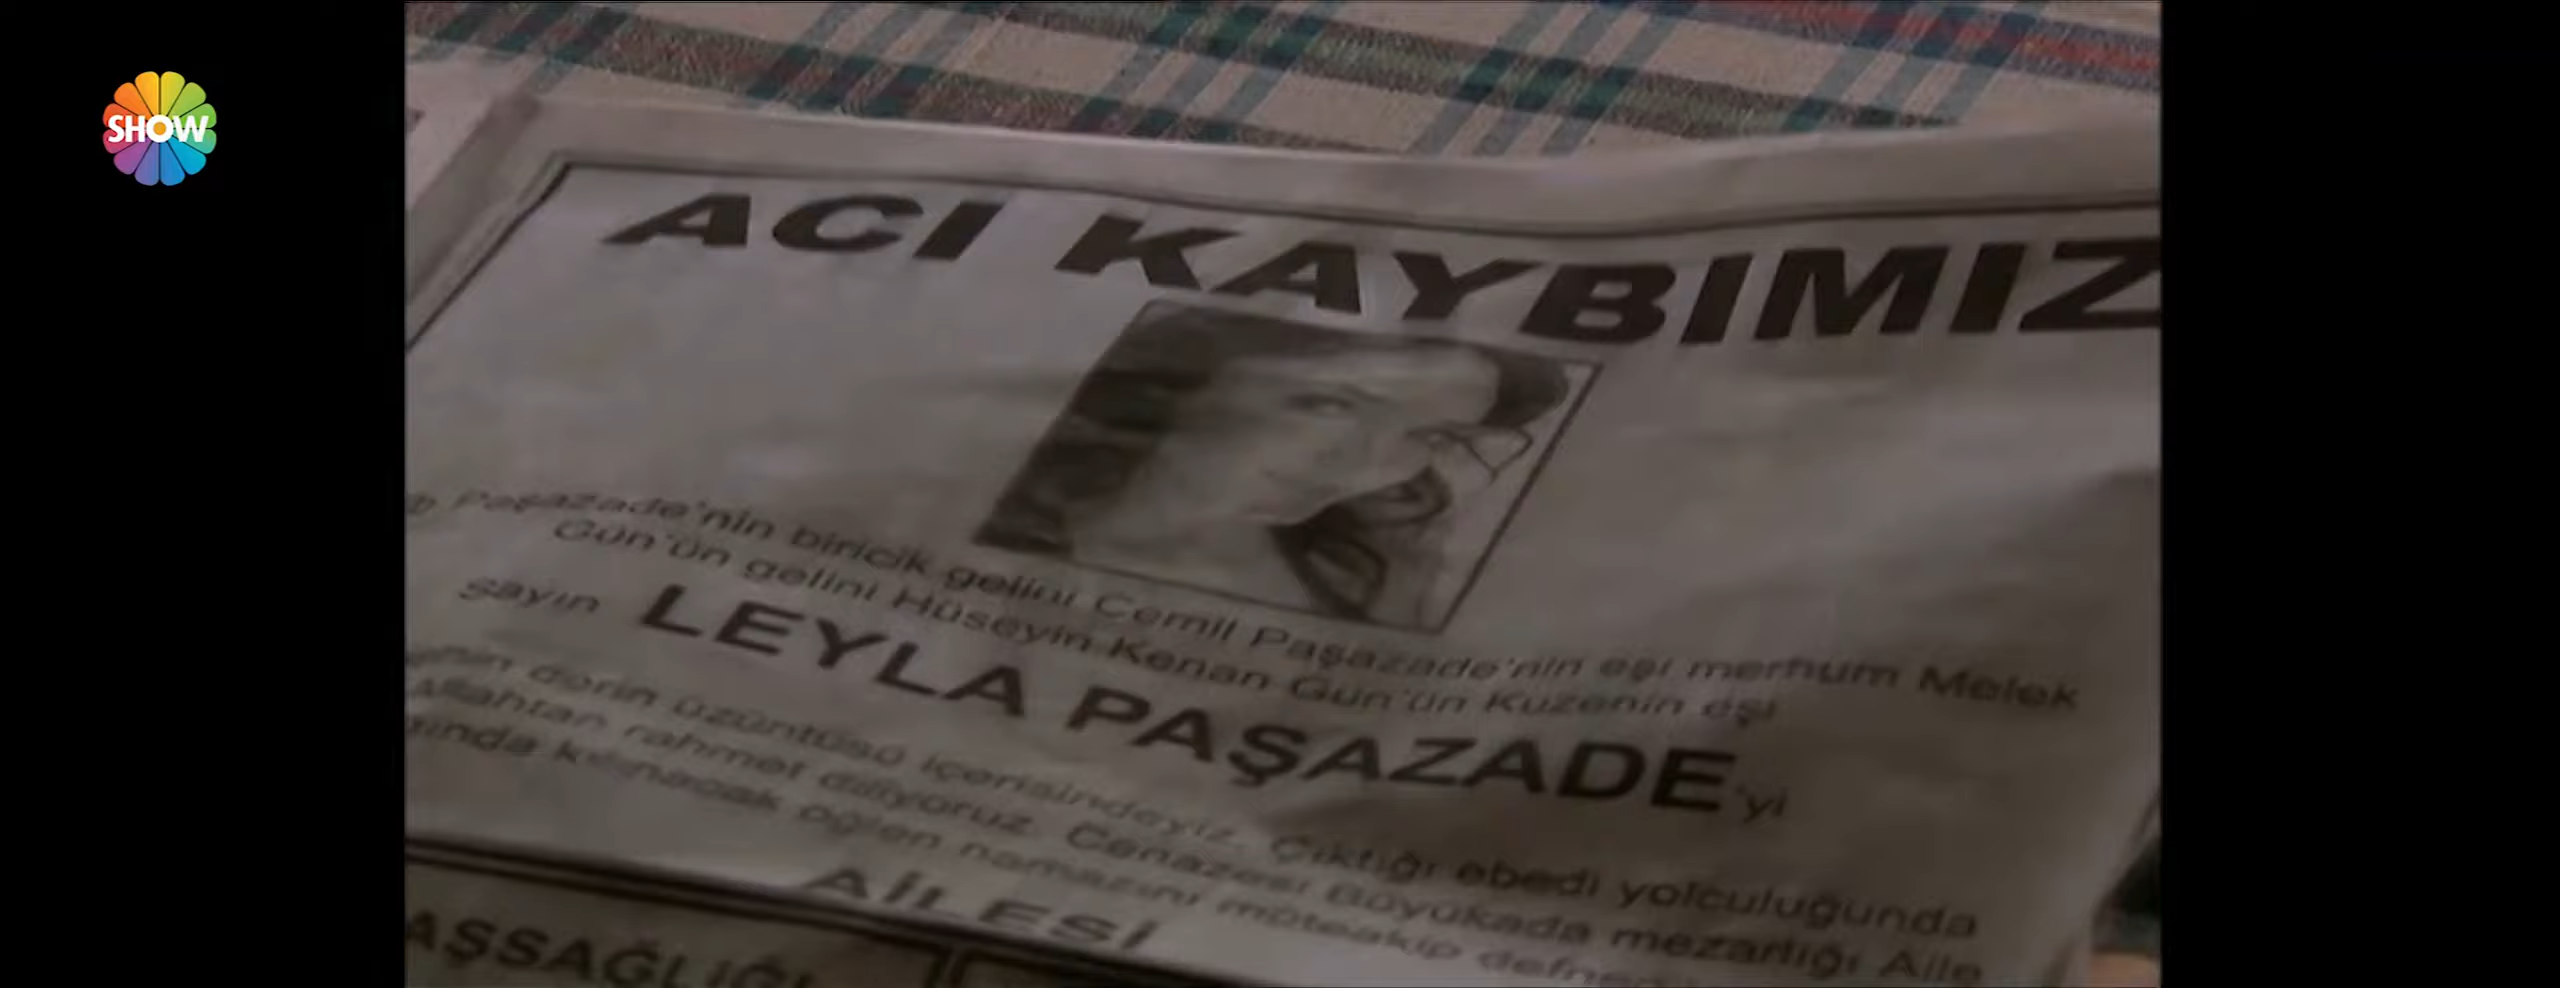 SHOW
ACI KAYBIMIZ
Paşazade'nin biricik gelini Cemil Paşazade'nin eşi merhum Melek
Gün'ün gelini Hüseyin-Kenan Gün'ün Kuzenin eşi
sayın LEYLA PAŞAZADE'yi
derin üzüntüsü içerisindeyiz. Çıktığı ebedi yolculuğunda
Allahtan rahmet diliyoruz. Cenazesi Büyükada mezarlığı Aile
kılınacak öğlen namazını müteakip
AİLESİ
AŞSAĞLIĞI